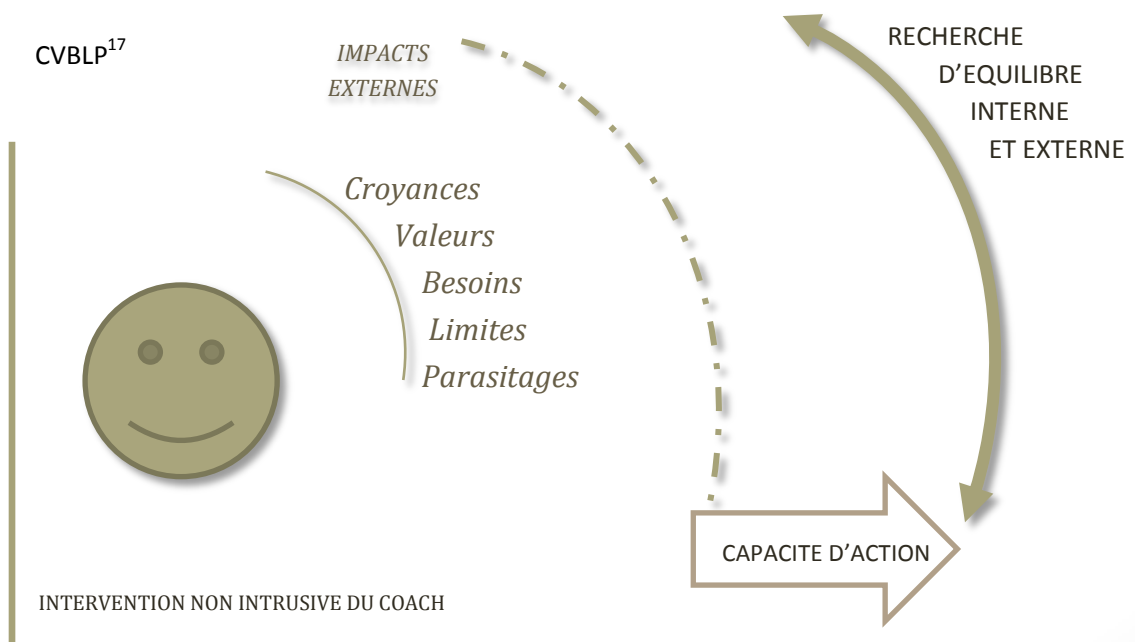 CVBLP17
IMPACTS
EXTERNES
RECHERCHE
D'EQUILIBRE
INTERNE
ET EXTERNE
Croyances
Valeurs
Besoins
Limites
Parasitages
CAPACITE D'ACTION
INTERVENTION NON INTRUSIVE DU COACH